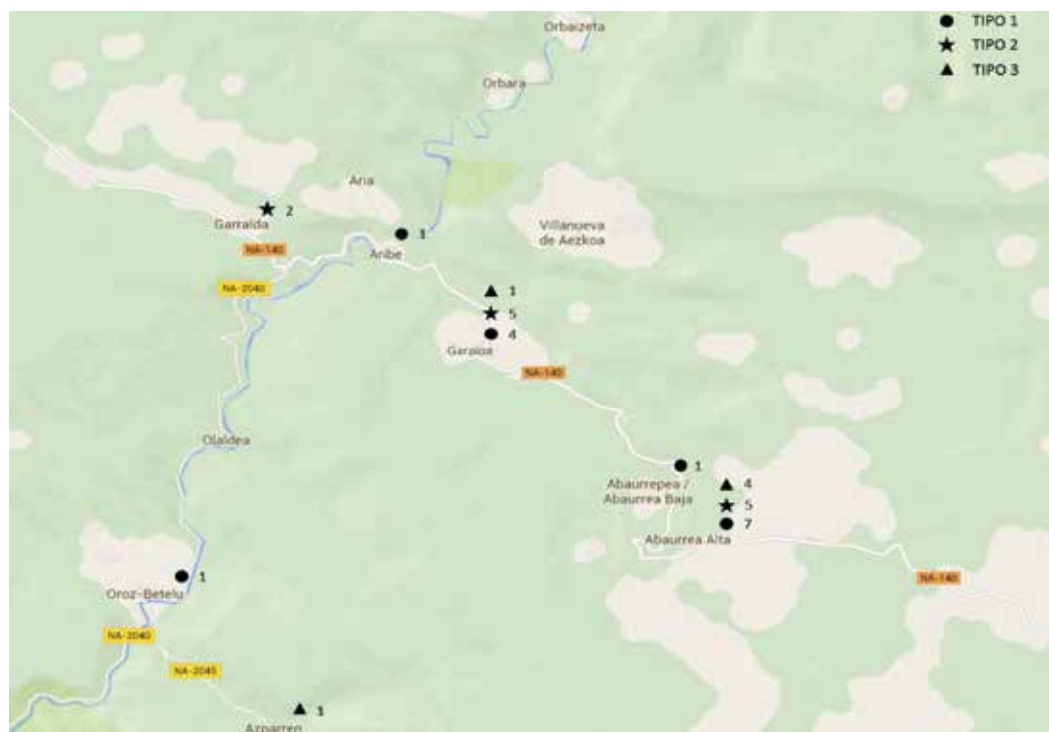 Orbaizeta
TIPO 1
TIPO 2
TIPO 3
Orbara
Aria
2
Garralda
Villanueva
de Aezkoa
1
NA-140
Aribe
NA-2040
1
5
4
Garaioa
NA-140
Olaldea
1
Abaurrepea /
Abaurrea Baja
4
5
7
Abaurrea Alta
1
NA-140
Oroz-Betelu
NA-2040
NA-2045
1
Azparren